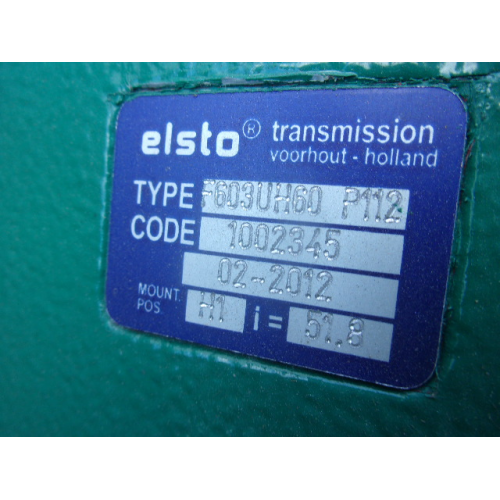 elsto® transmission
voorhout - holland
TYPE F603UH60 P112
CODE 1002345
02-2012
MOUNT. POS. H1 i = 51.8